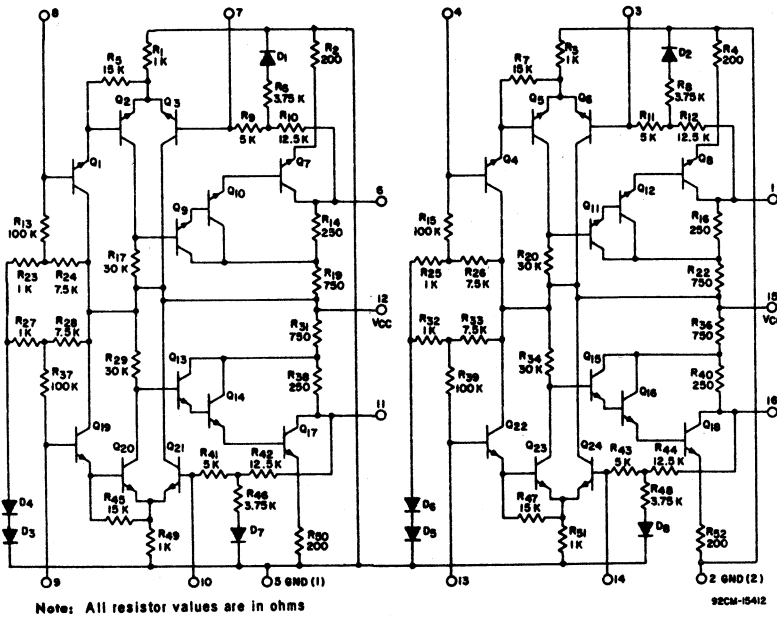 8
7
4
3
R5
15 K
R1
1K
D1
R2
200
R7
15 K
R3
1K
D2
R4
200
Q2
Q3
R6
3.75 K
Q5
Q6
R8
3.75K
R9
5 K
R10
12.5K
R11
5 K
R12
12.5 K
Q1
Q7
Q4
Q8
Q10
Q12
6
1
Q9
Q11
R13
100 K
R14
250
R15
100K
R16
250
R17
30 K
R20
30K
R23
1 K
R24
7.5 K
R19
750
R25
1K
R26
7.5K
R22
750
12
VCC
15
R27
1K
R28
7.5 K
R31
750
R32
1K
R33
7.5K
R36
750
R29
30 K
Q13
R34
30K
Q15
R37
100K
Q14
R38
250
R39
100 K
Q16
R40
250
11
16
Q19
Q17
Q22
Q18
Q20
Q21
R41
5 K
R42
12.5 K
Q23
Q24
R43
5 K
R44
12.5 K
R45
15 K
R46
3.75K
R47
15 K
R48
3.75 K
D4
D3
R49
1 K
D7
R50
200
D6
D5
R51
1K
D8
R52
200
9
10
5 GND (1)
13
14
2 GND (2)
Note: All resistor values are in ohms
92CM-15412